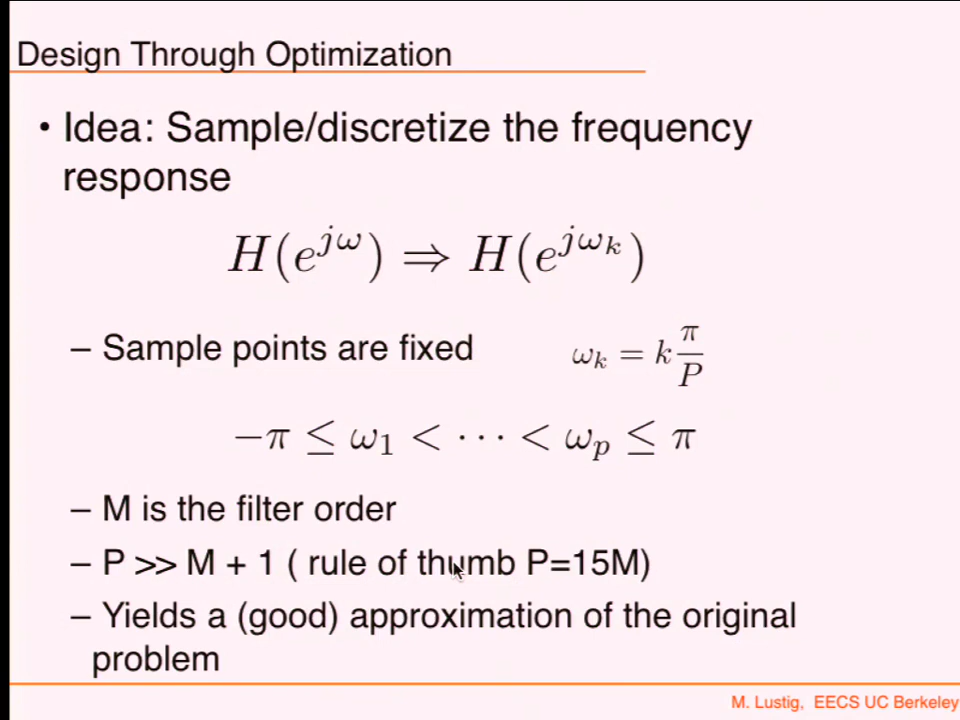 Design Through Optimization
• Idea: Sample/discretize the frequency
response
H(e^{jω}) ⇒ H(e^{jω_k})
– Sample points are fixed ω_k = k π/P
−π ≤ ω_1 < ⋯ < ω_p ≤ π
– M is the filter order
– P >> M + 1 ( rule of thumb P=15M)
– Yields a (good) approximation of the original
problem
M. Lustig, EECS UC Berkeley